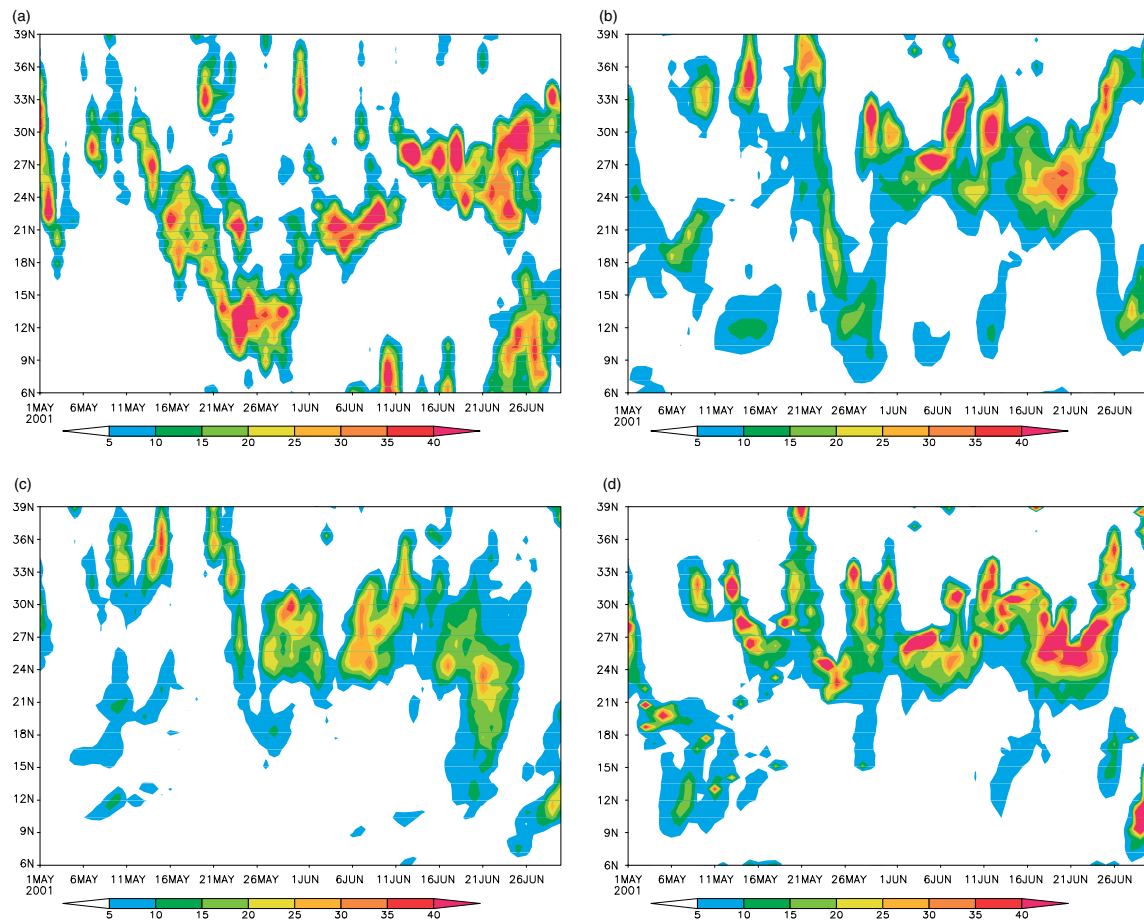 (a)
39N
36N
33N
30N
27N
24N
21N
18N
15N
12N
9N
6N
1MAY 6MAY 11MAY 16MAY 21MAY 26MAY 1JUN 6JUN 11JUN 16JUN 21JUN 26JUN
2001
5 10 15 20 25 30 35 40
(b)
39N
36N
33N
30N
27N
24N
21N
18N
15N
12N
9N
6N
1MAY 6MAY 11MAY 16MAY 21MAY 26MAY 1JUN 6JUN 11JUN 16JUN 21JUN 26JUN
2001
5 10 15 20 25 30 35 40
(c)
39N
36N
33N
30N
27N
24N
21N
18N
15N
12N
9N
6N
1MAY 6MAY 11MAY 16MAY 21MAY 26MAY 1JUN 6JUN 11JUN 16JUN 21JUN 26JUN
2001
5 10 15 20 25 30 35 40
(d)
39N
36N
33N
30N
27N
24N
21N
18N
15N
12N
9N
6N
1MAY 6MAY 11MAY 16MAY 21MAY 26MAY 1JUN 6JUN 11JUN 16JUN 21JUN 26JUN
2001
5 10 15 20 25 30 35 40